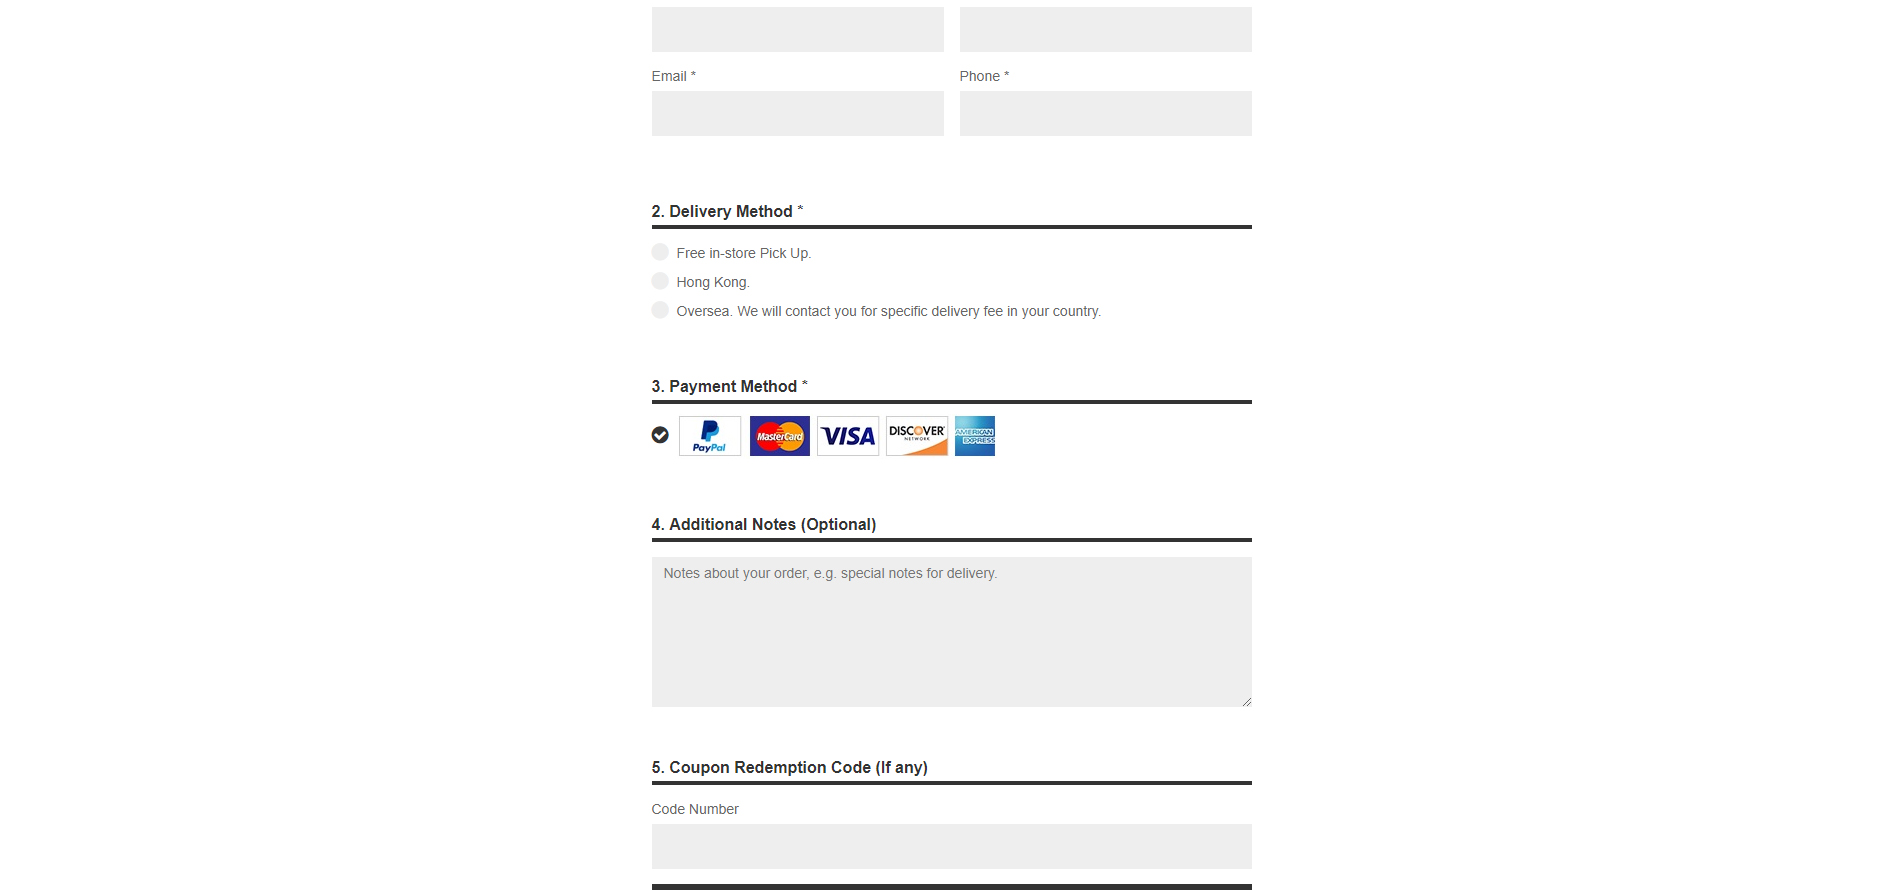 Email * Phone *
2. Delivery Method *
Free in-store Pick Up.
Hong Kong.
Oversea. We will contact you for specific delivery fee in your country.
3. Payment Method *
PayPal MasterCard VISA DISCOVER NETWORK AMERICAN EXPRESS
4. Additional Notes (Optional)
Notes about your order, e.g. special notes for delivery.
5. Coupon Redemption Code (If any)
Code Number